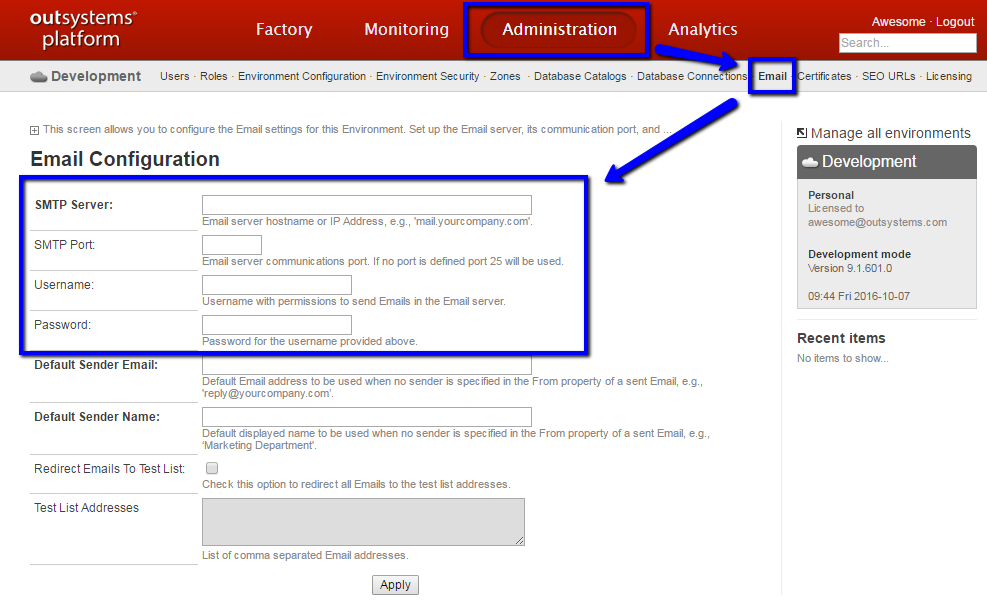 outsystems®
platform
Factory
Monitoring
Administration
Analytics
Awesome · Logout
Search...
Development
Users · Roles · Environment Configuration · Environment Security · Zones · Database Catalogs · Database Connections · Email · Certificates · SEO URLs · Licensing
This screen allows you to configure the Email settings for this Environment. Set up the Email server, its communication port, and ...
Email Configuration
SMTP Server:
Email server hostname or IP Address, e.g., 'mail.yourcompany.com'.
SMTP Port:
Email server communications port. If no port is defined port 25 will be used.
Username:
Username with permissions to send Emails in the Email server.
Password:
Password for the username provided above.
Default Sender Email:
Default Email address to be used when no sender is specified in the From property of a sent Email, e.g.,
'reply@yourcompany.com'.
Default Sender Name:
Default displayed name to be used when no sender is specified in the From property of a sent Email, e.g.,
'Marketing Department'.
Redirect Emails To Test List:
Check this option to redirect all Emails to the test list addresses.
Test List Addresses
List of comma separated Email addresses.
Apply
Manage all environments
Development
Personal
Licensed to
awesome@outsystems.com
Development mode
Version 9.1.601.0
09:44 Fri 2016-10-07
Recent items
No items to show...